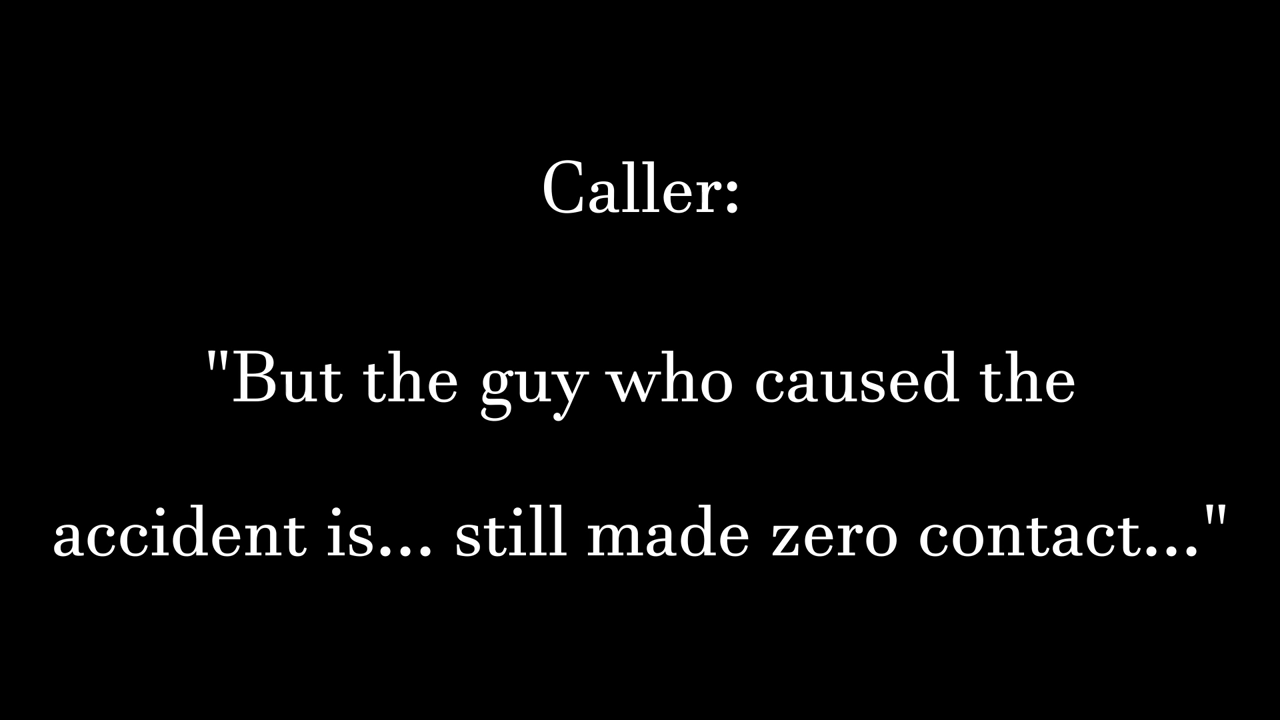 Caller:
"But the guy who caused the
accident is... still made zero contact..."